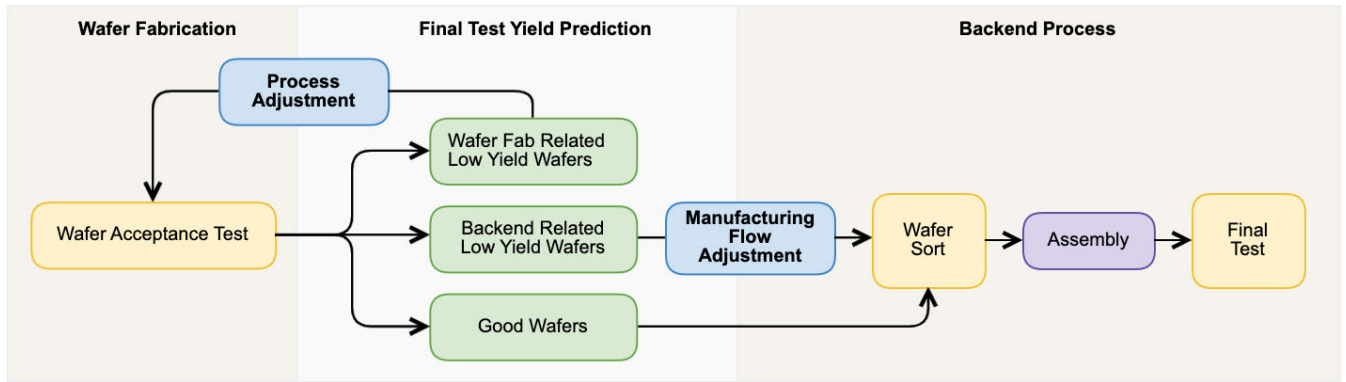 Wafer Fabrication
Final Test Yield Prediction
Backend Process
Process
Adjustment
Wafer Fab Related
Low Yield Wafers
Wafer Acceptance Test
Backend Related
Low Yield Wafers
Manufacturing
Flow
Adjustment
Wafer
Sort
Assembly
Final
Test
Good Wafers